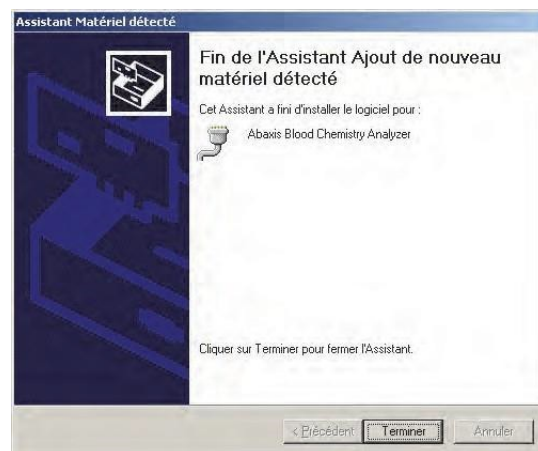 Assistant Matériel détecté
Fin de l'Assistant Ajout de nouveau
matériel détecté
Cet Assistant a fini d'installer le logiciel pour :
Abaxis Blood Chemistry Analyzer
Cliquer sur Terminer pour fermer l'Assistant.
< Précédent Terminer Annuler